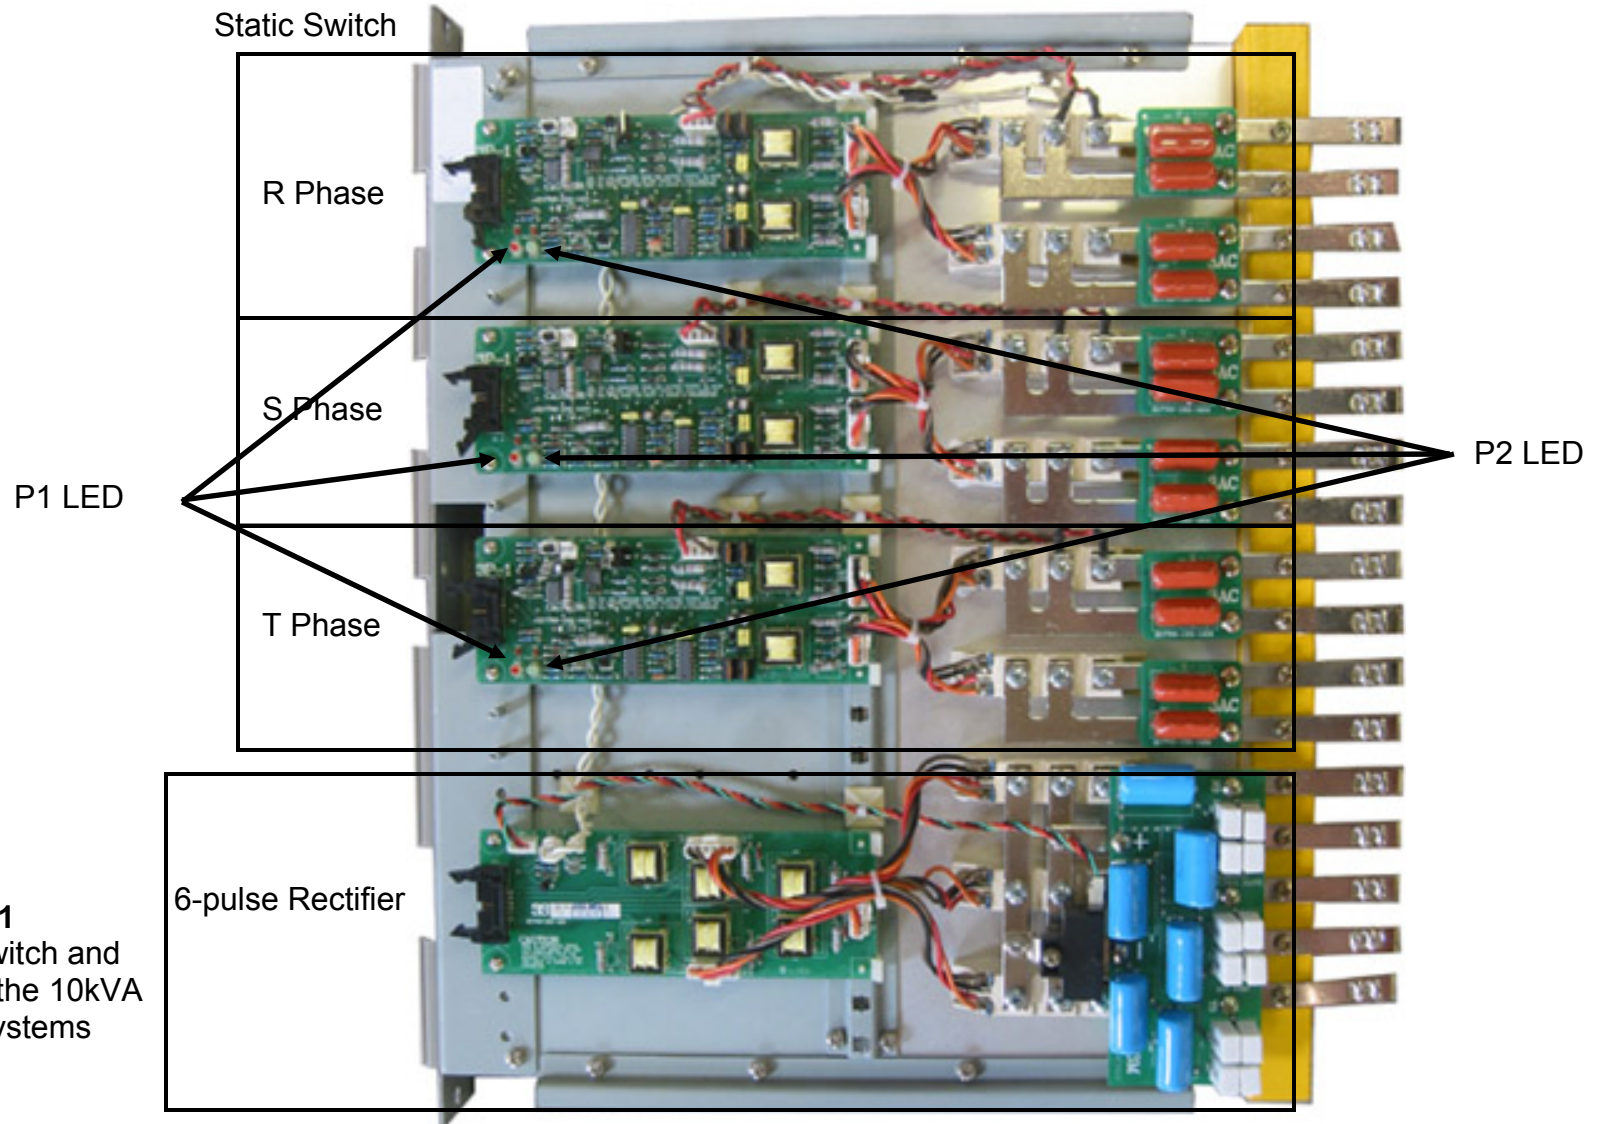 Static Switch
R Phase
S Phase
P2 LED
P1 LED
T Phase
6-pulse Rectifier
1
witch and
the 10kVA
ystems